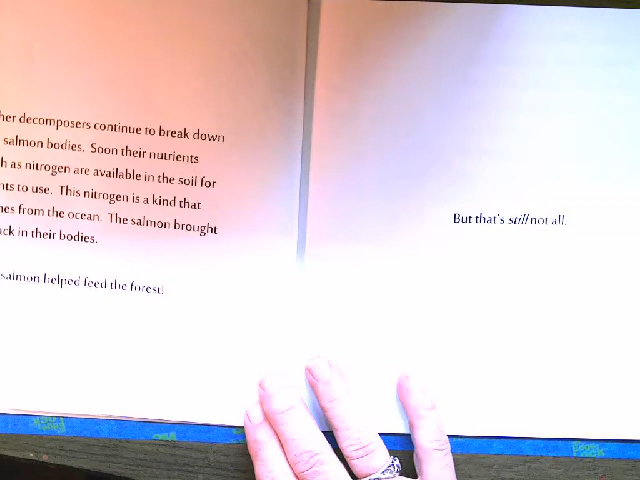 her decomposers continue to break down
salmon bodies. Soon their nutrients
h as nitrogen are available in the soil for
nts to use. This nitrogen is a kind that
nes from the ocean. The salmon brought
ack in their bodies.
salmon helped feed the forest!
But that's still not all.